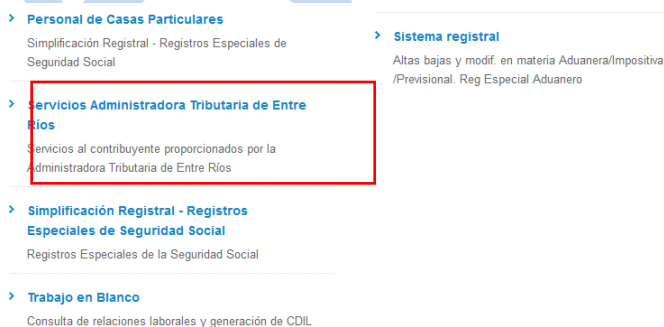 Personal de Casas Particulares
Simplificación Registral - Registros Especiales de
Seguridad Social
Servicios Administradora Tributaria de Entre
Ríos
Servicios al contribuyente proporcionados por la
Administradora Tributaria de Entre Ríos
Simplificación Registral - Registros
Especiales de Seguridad Social
Registros Especiales de la Seguridad Social
Trabajo en Blanco
Consulta de relaciones laborales y generación de CDIL
Sistema registral
Altas bajas y modif. en materia Aduanera/Impositiva
/Previsional. Reg Especial Aduanero